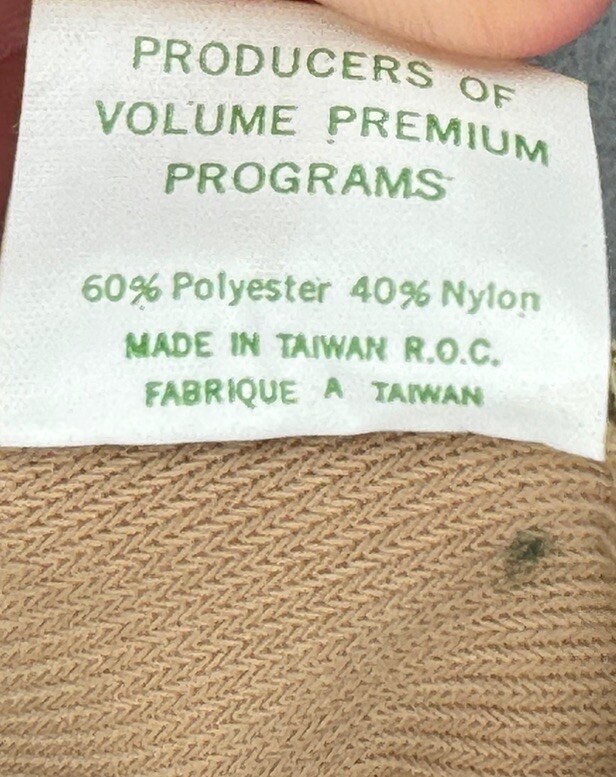 PRODUCERS OF
VOLUME PREMIUM
PROGRAMS
60% Polyester 40% Nylon
MADE IN TAIWAN R.O.C.
FABRIQUE A TAIWAN